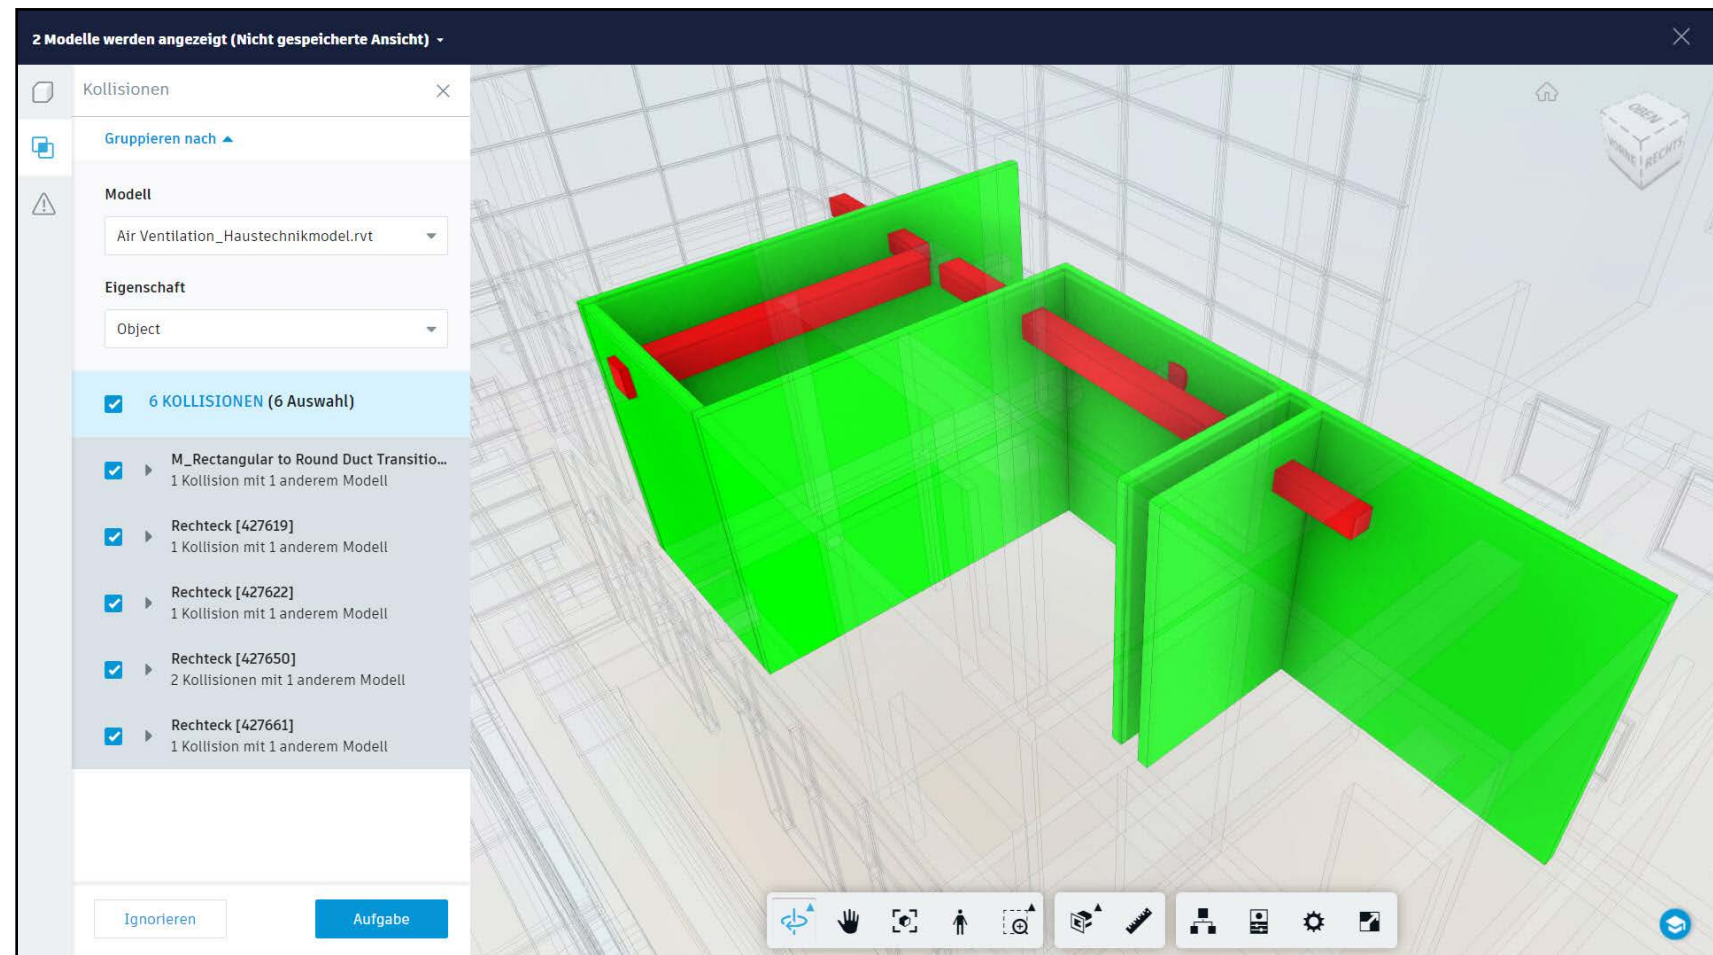 2 Modelle werden angezeigt (Nicht gespeicherte Ansicht)
Kollisionen
Gruppieren nach
Modell
Air Ventilation_Haustechnikmodel.rvt
Eigenschaft
Object
6 KOLLISIONEN (6 Auswahl)
M_Rectangular to Round Duct Transitio...
1 Kollision mit 1 anderem Modell
Rechteck [427619]
1 Kollision mit 1 anderem Modell
Rechteck [427622]
1 Kollision mit 1 anderem Modell
Rechteck [427650]
2 Kollisionen mit 1 anderem Modell
Rechteck [427661]
1 Kollision mit 1 anderem Modell
Ignorieren
Aufgabe
OBEN
VORNE
RECHTS